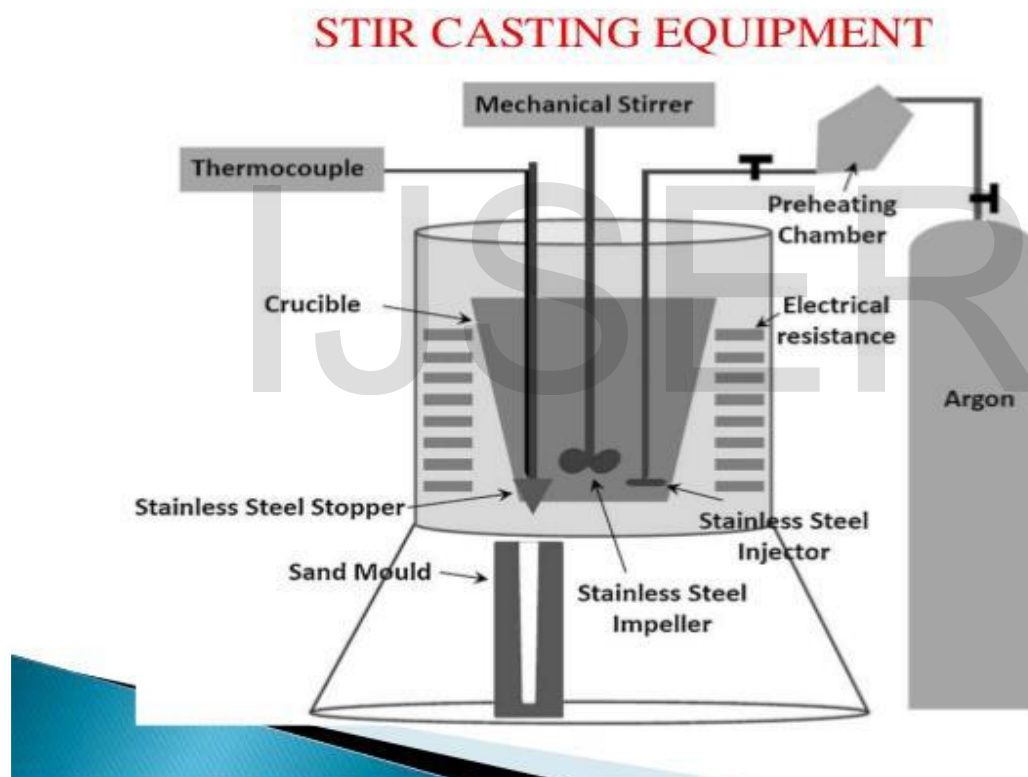 STIR CASTING EQUIPMENT
Mechanical Stirrer
Thermocouple
Preheating
Chamber
Crucible
Electrical
resistance
Argon
IJSER
Stainless Steel Stopper
Stainless Steel
Injector
Sand Mould
Stainless Steel
Impeller